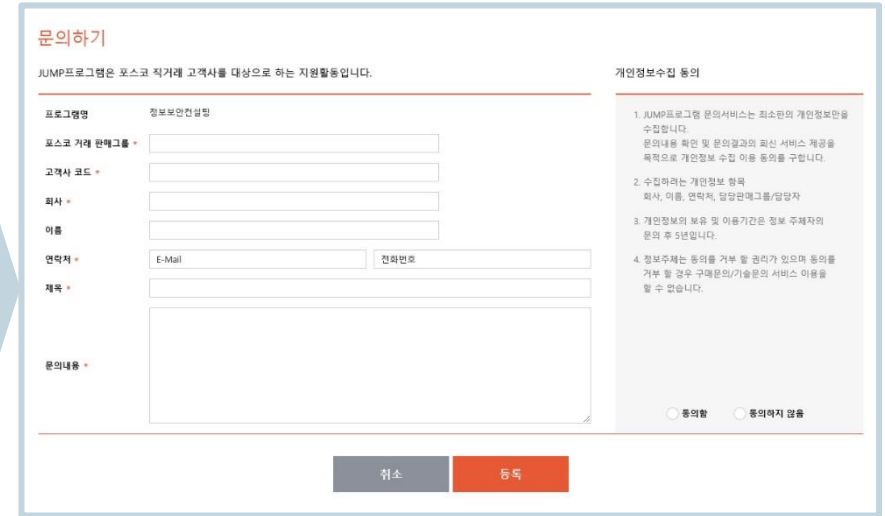 문의하기
JUMP프로그램은 포스코 직거래 고객사를 대상으로 하는 지원활동입니다.
프로그램명 정보보안컨설팅
포스코 거래 판매그룹 *
고객사 코드 *
회사 *
이름
연락처 * E-Mail 전화번호
제목 *
문의내용 *
개인정보수집 동의
1. JUMP프로그램 문의서비스는 최소한의 개인정보만을
수집합니다.
문의내용 확인 및 문의결과의 회신 서비스 제공을
목적으로 개인정보 수집 이용 동의를 구합니다.
2. 수집하려는 개인정보 항목
회사, 이름, 연락처, 담당판매그룹/담당자
3. 개인정보의 보유 및 이용기간은 정보 주체자의
문의 후 5년입니다.
4. 정보주체는 동의를 거부 할 권리가 있으며 동의를
거부 할 경우 구매문의/기술문의 서비스 이용을
할 수 없습니다.
동의함 동의하지 않음
취소 등록